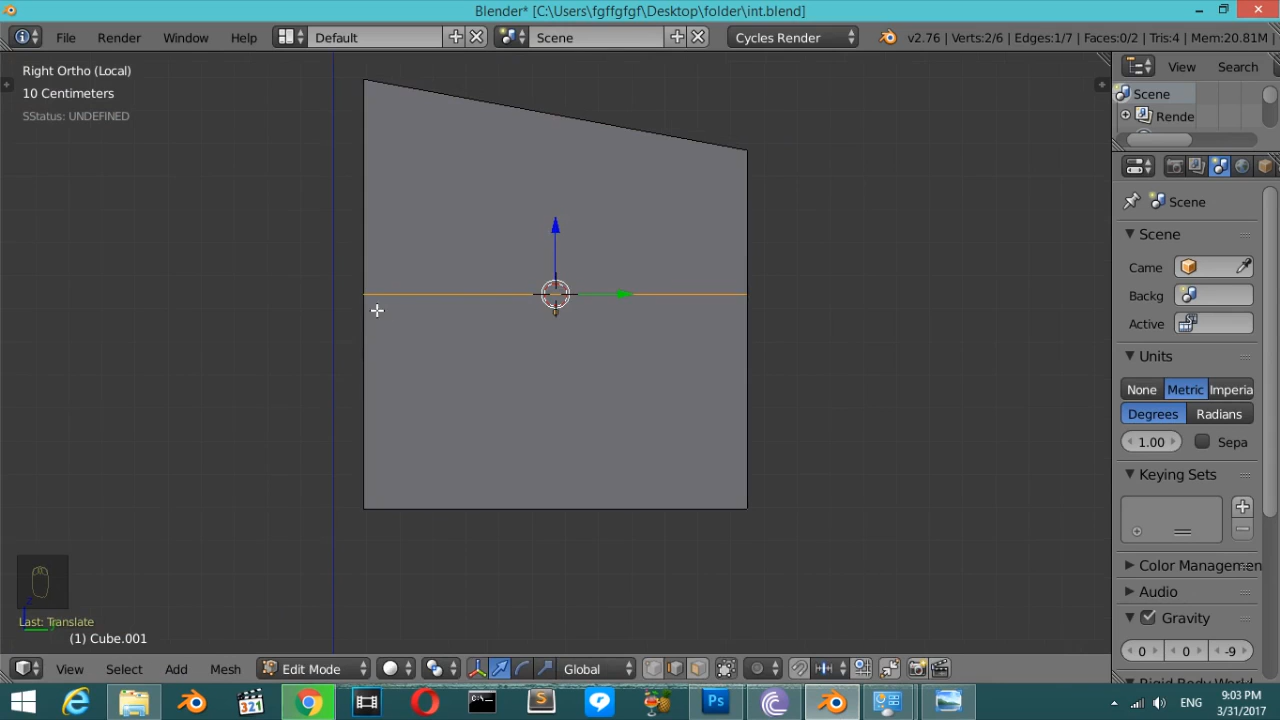 Blender* [C:\Users\fgffgfgf\Desktop\folder\int.blend]
File Render Window Help Default Scene Cycles Render v2.76 | Verts:2/6 | Edges:1/7 | Faces:0/2 | Tris:4 | Mem:20.81M
Right Ortho (Local)
10 Centimeters
SStatus: UNDEFINED
View Search
Scene
Rende
Scene
Scene
Came
Backg
Active
Units
None Metric Imperia
Degrees Radians
1.00 Sepa
Keying Sets
Color Managemen
Audio
Gravity
0 0 -9
Last: Translate
(1) Cube.001
View Select Add Mesh Edit Mode Global
321
Ps
ENG
9:03 PM
3/31/2017